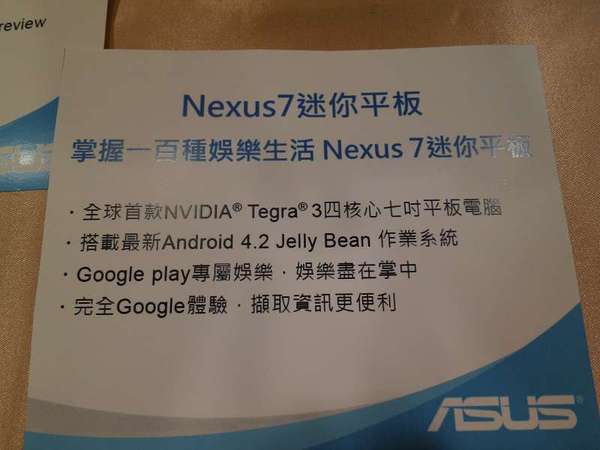 review
Nexus7迷你平板
掌握一百種娛樂生活 Nexus 7迷你平板
· 全球首款NVIDIA® Tegra® 3四核心七吋平板電腦
· 搭載最新Android 4.2 Jelly Bean 作業系統
· Google play專屬娛樂，娛樂盡在掌中
· 完全Google體驗，擷取資訊更便利
ASUS®